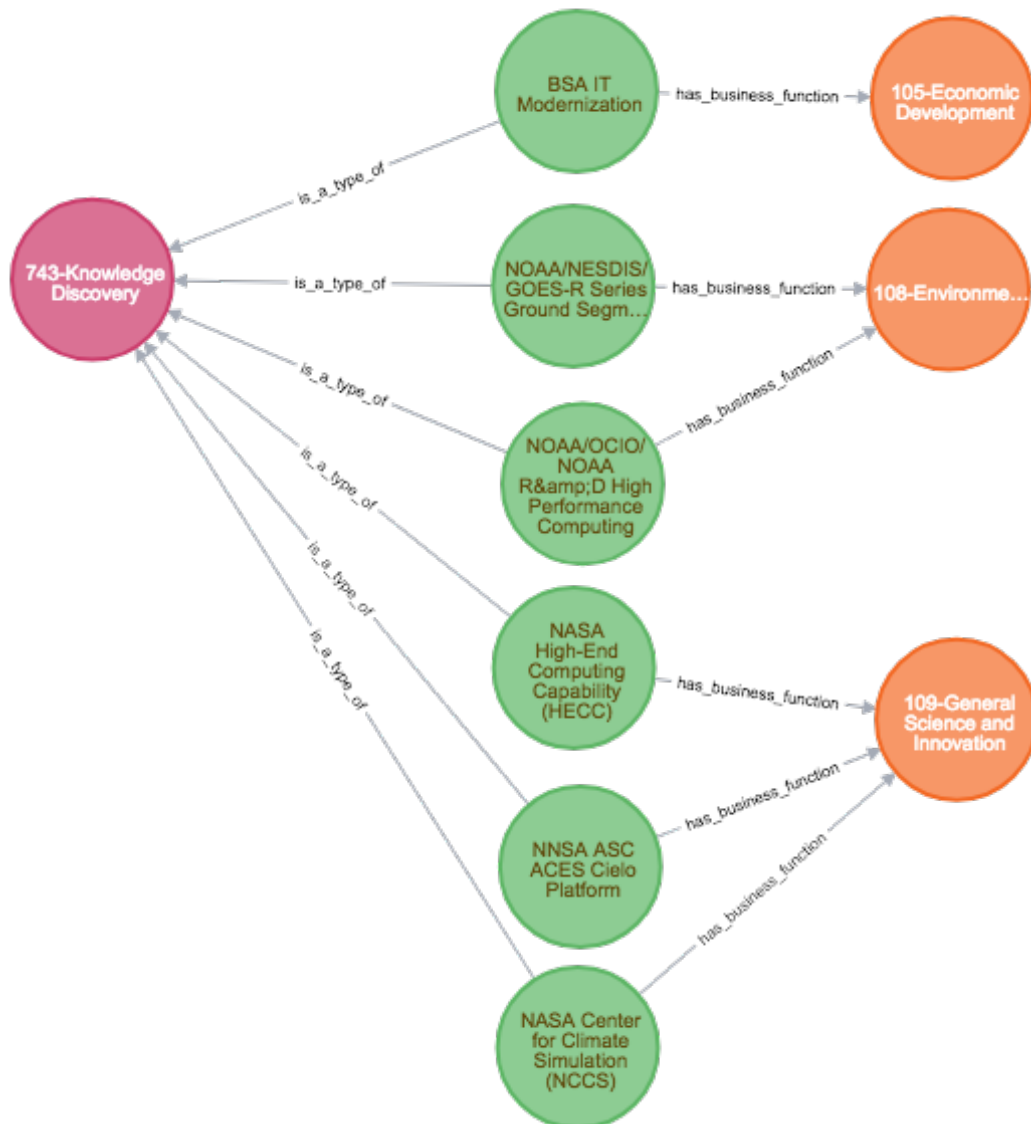 BSA IT
Modernization
has_business_function
105-Economic
Development
is_a_type_of
743-Knowledge
Discovery
is_a_type_of
NOAA/NESDIS/
GOES-R Series
Ground Segm...
has_business_function
108-Environme...
is_a_type_of
has_business_function
NOAA/OCIO/
NOAA
R&amp;D High
Performance
Computing
is_a_type_of
NASA
High-End
Computing
Capability
(HECC)
has_business_function
109-General
Science and
Innovation
is_a_type_of
has_business_function
NNSA ASC
ACES Cielo
Platform
is_a_type_of
has_business_function
NASA Center
for Climate
Simulation
(NCCS)